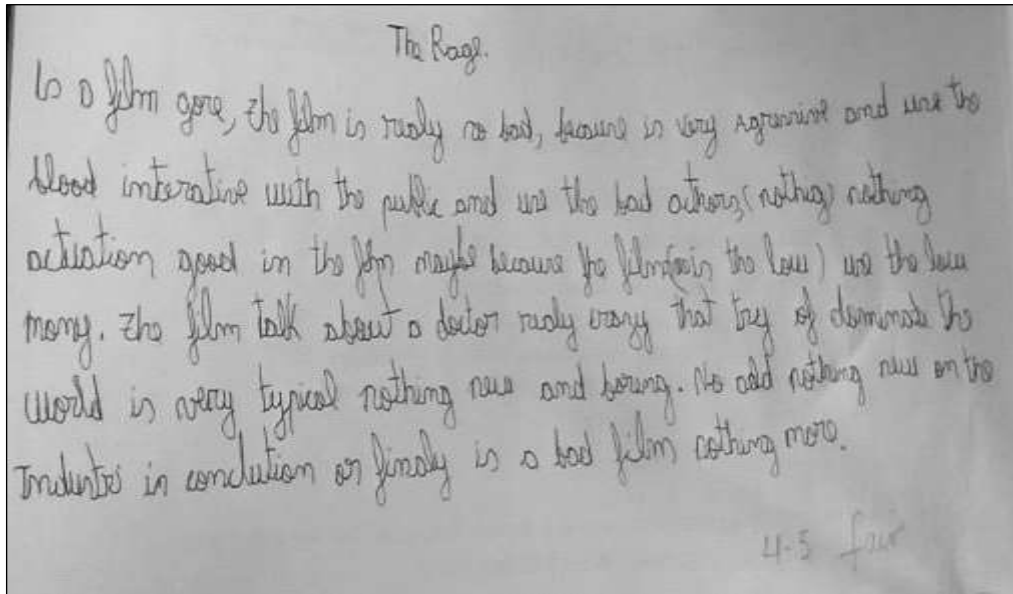 The Rage.
Is a film gore, the film is realy so bad, because is very agressive and use the
blood interative with the public and use the bad actors, (nothig) nothing
actuation good in the film maybe because the film (is in the low) use the low
mony. The film talk about a doctor realy crazy that try of dominate the
world is very typical nothing new and boring. No add nothing new on the
Industri in conclution or finaly is a bad film nothing more.
4-5 fair